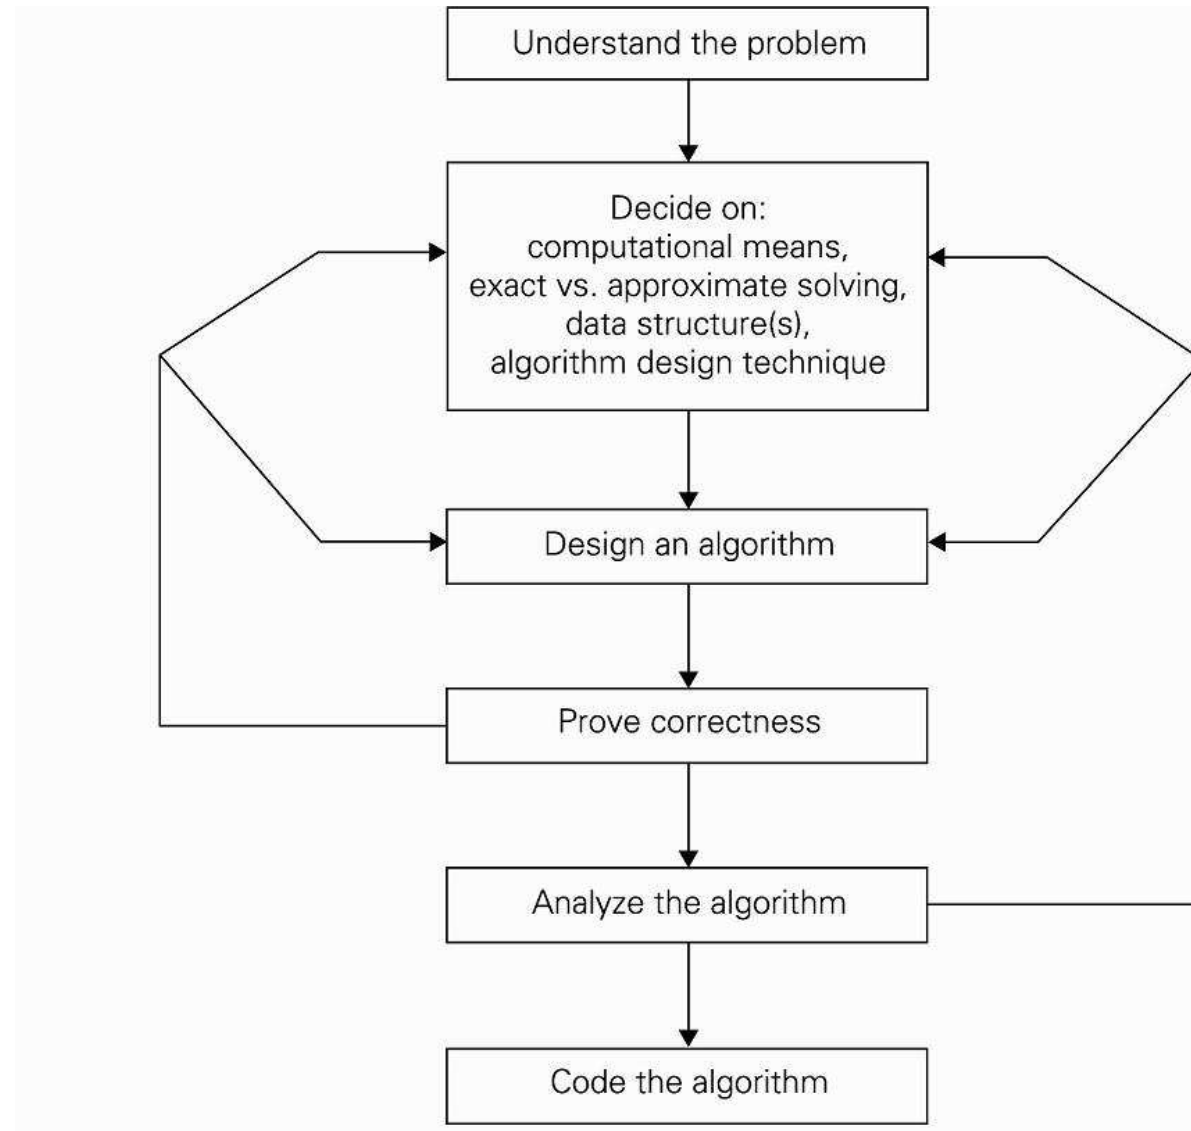 Understand the problem
Decide on:
computational means,
exact vs. approximate solving,
data structure(s),
algorithm design technique
Design an algorithm
Prove correctness
Analyze the algorithm
Code the algorithm